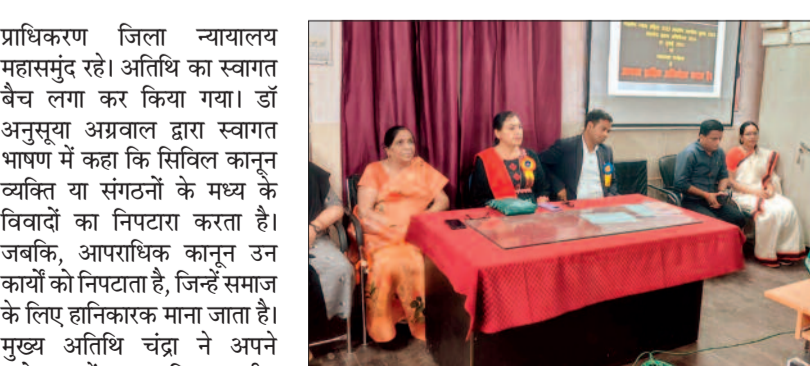 प्राधिकरण जिला न्यायालय
महासमुंद रहे। अतिथि का स्वागत
बैच लगा कर किया गया। डॉ
अनुसूया अग्रवाल द्वारा स्वागत
भाषण में कहा कि सिविल कानून
व्यक्ति या संगठनों के मध्य के
विवादों का निपटारा करता है।
जबकि, आपराधिक कानून उन
कार्यों को निपटाता है, जिन्हें समाज
के लिए हानिकारक माना जाता है।
मुख्य अतिथि चंद्रा ने अपने